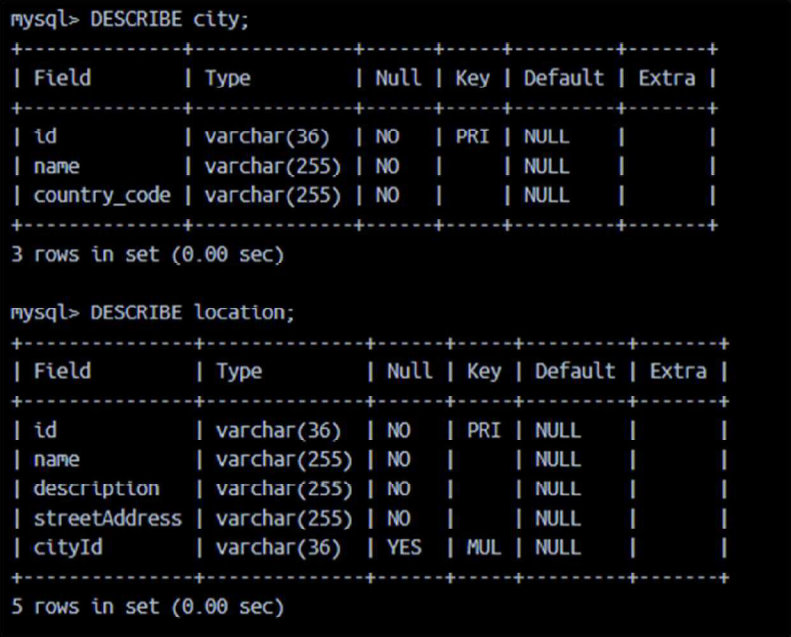 mysql> DESCRIBE city;
+--------------+--------------+------+-----+---------+-------+
| Field        | Type         | Null | Key | Default | Extra |
+--------------+--------------+------+-----+---------+-------+
| id           | varchar(36)  | NO   | PRI | NULL    |       |
| name         | varchar(255) | NO   |     | NULL    |       |
| country_code | varchar(255) | NO   |     | NULL    |       |
+--------------+--------------+------+-----+---------+-------+
3 rows in set (0.00 sec)
mysql> DESCRIBE location;
+---------------+--------------+------+-----+---------+-------+
| Field         | Type         | Null | Key | Default | Extra |
+---------------+--------------+------+-----+---------+-------+
| id            | varchar(36)  | NO   | PRI | NULL    |       |
| name          | varchar(255) | NO   |     | NULL    |       |
| description   | varchar(255) | NO   |     | NULL    |       |
| streetAddress | varchar(255) | NO   |     | NULL    |       |
| cityId        | varchar(36)  | YES  | MUL | NULL    |       |
+---------------+--------------+------+-----+---------+-------+
5 rows in set (0.00 sec)